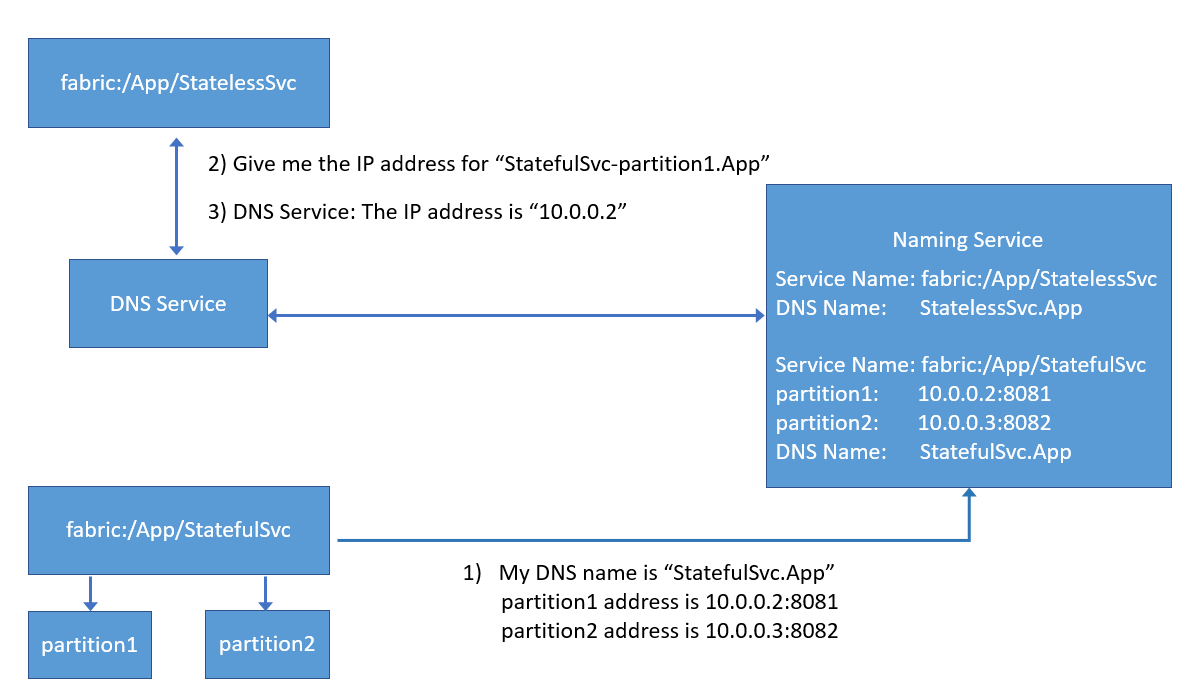 fabric:/App/StatelessSvc
2) Give me the IP address for “StatefulSvc-partition1.App”
3) DNS Service: The IP address is “10.0.0.2”
DNS Service
Naming Service
Service Name: fabric:/App/StatelessSvc
DNS Name: StatelessSvc.App
Service Name: fabric:/App/StatefulSvc
partition1: 10.0.0.2:8081
partition2: 10.0.0.3:8082
DNS Name: StatefulSvc.App
fabric:/App/StatefulSvc
1) My DNS name is “StatefulSvc.App”
partition1 address is 10.0.0.2:8081
partition2 address is 10.0.0.3:8082
partition1
partition2